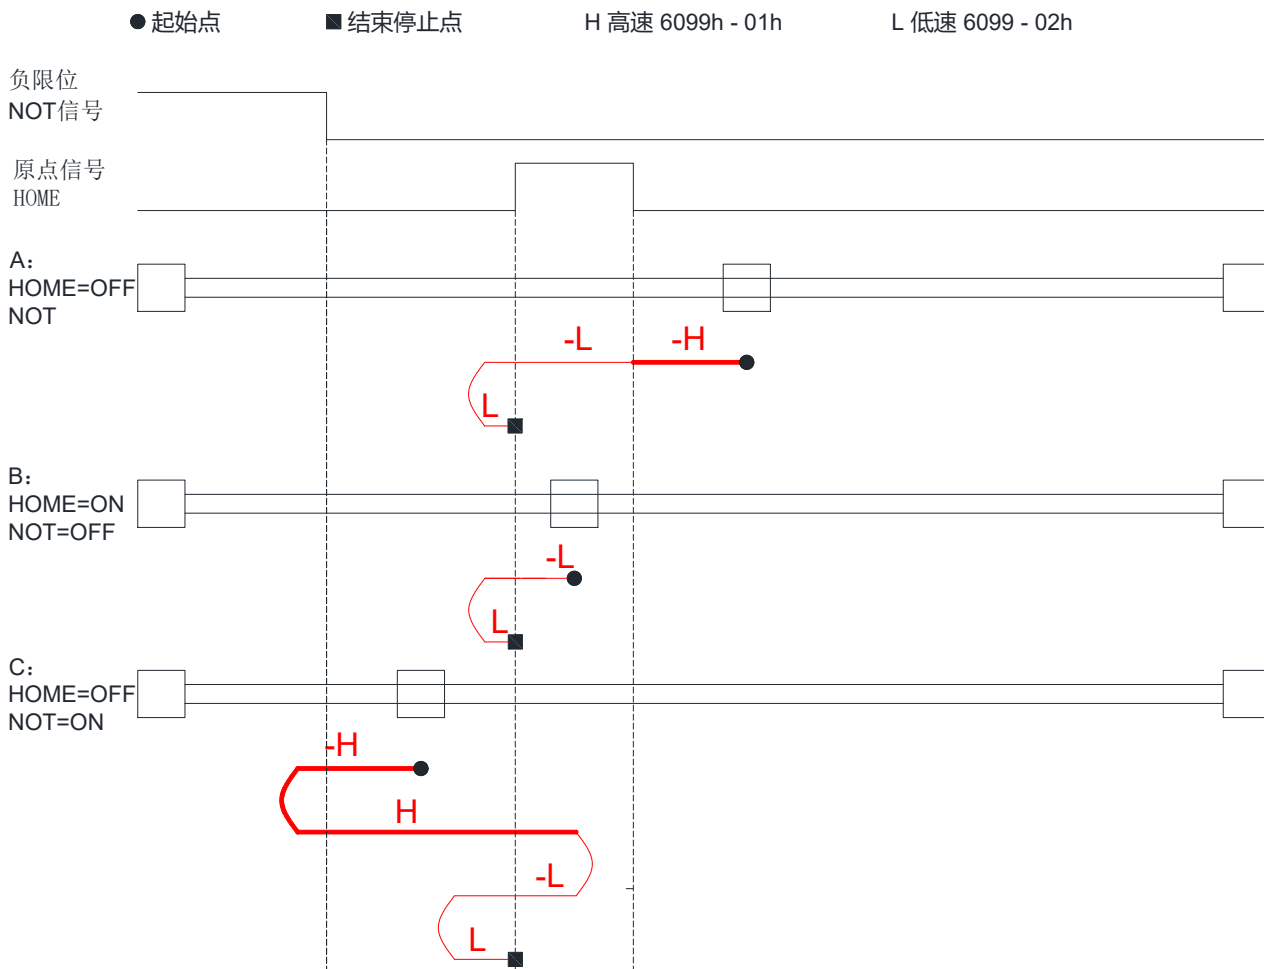 ● 起始点 ■ 结束停止点 H 高速 6099h - 01h L 低速 6099 - 02h
负限位
NOT信号
原点信号
HOME
A：
HOME=OFF
NOT
-L -H
L
B：
HOME=ON
NOT=OFF
-L
L
C：
HOME=OFF
NOT=ON
-H
H
-L
L